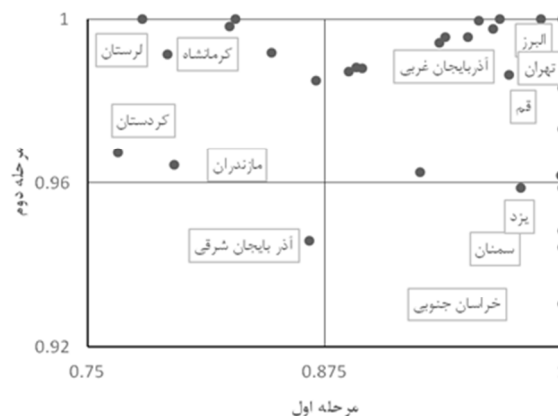 1
لرستان
کرمانشاه
آذربایجان غربی
البرز
تهران
قم
کردستان
مازندران
0.96
یزد
سمنان
آذر بایجان شرقی
خراسان جنوبی
0.92
0.75
0.875
مرحله دوم
مرحله اول